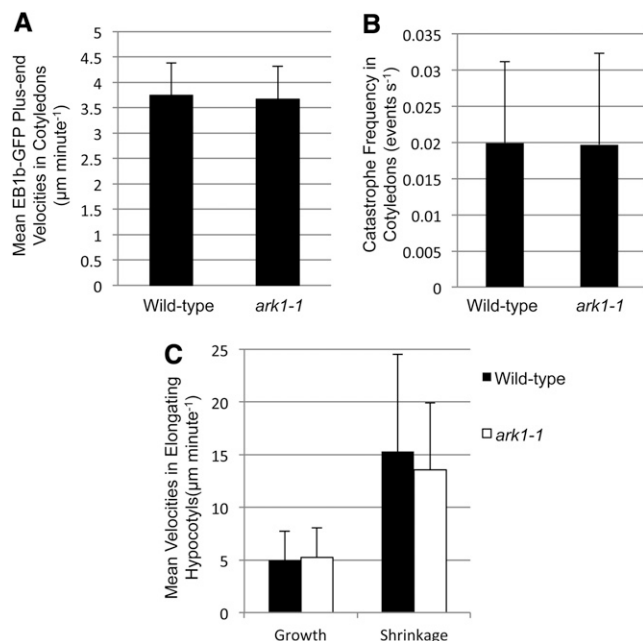 A
Mean EB1b-GFP Plus-end
Velocities in Cotyledons
(µm minute-1)
5
4.5
4
3.5
3
2.5
2
1.5
1
0.5
0
Wild-type ark1-1
B
Catastrophe Frequency in
Cotyledons (events s-1)
0.035
0.03
0.025
0.02
0.015
0.01
0.005
0
Wild-type ark1-1
C
Mean Velocities in Elongating
Hypocotyls(µm minute-1)
25
20
15
10
5
0
Growth Shrinkage
Wild-type
ark1-1